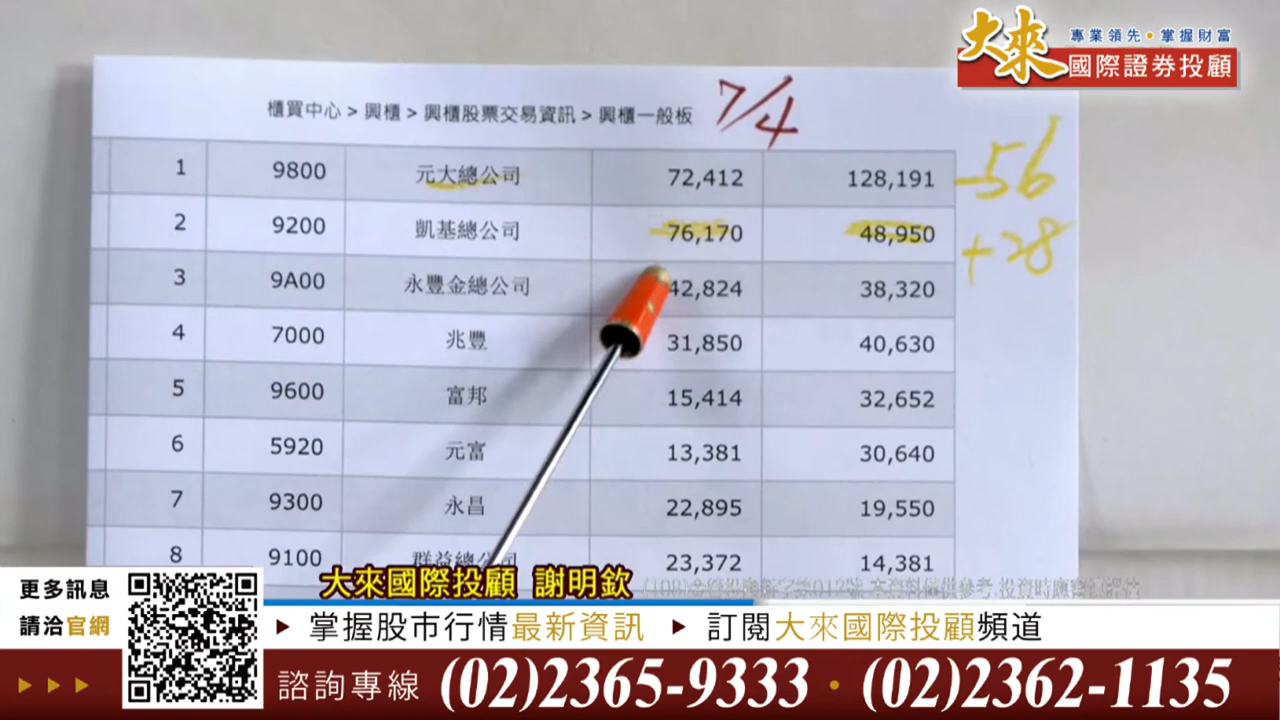 大來
專業領先•掌握財富
國際證券投顧
櫃買中心 > 興櫃 > 興櫃股票交易資訊 > 興櫃一般板
7/4
1 9800 元大總公司 72,412 128,191 -56
2 9200 凱基總公司 76,170 48,950 +28
3 9A00 永豐金總公司 42,824 38,320
4 7000 兆豐 31,850 40,630
5 9600 富邦 15,414 32,652
6 5920 元富 13,381 30,640
7 9300 永昌 22,895 19,550
8 9100 群益總公司 23,372 14,381
大來國際投顧 謝明欽
更多訊息
請洽官網
掌握股市行情最新資訊 訂閱大來國際投顧頻道
諮詢專線 (02)2365-9333 • (02)2362-1135